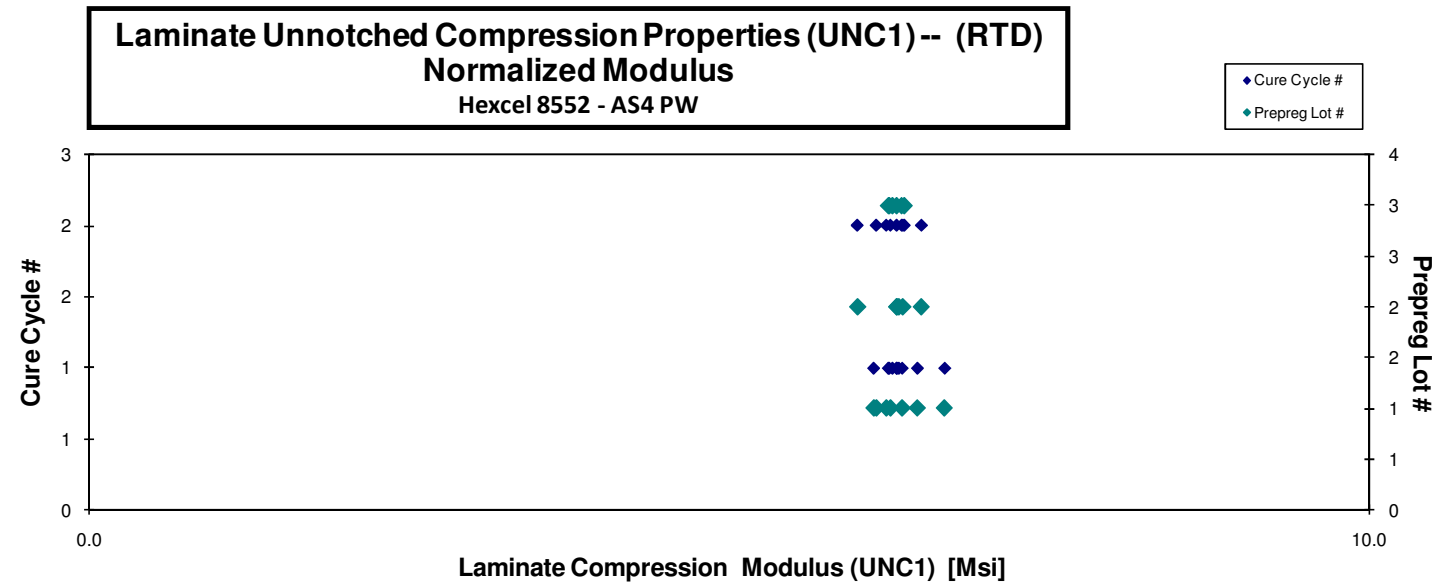 Laminate Unnotched Compression Properties (UNC1) -- (RTD)
Normalized Modulus
Hexcel 8552 - AS4 PW
Cure Cycle #
Prepreg Lot #
3
2
2
1
1
0
4
3
3
2
2
1
1
0
Cure Cycle #
Prepreg Lot #
0.0
10.0
Laminate Compression Modulus (UNC1) [Msi]